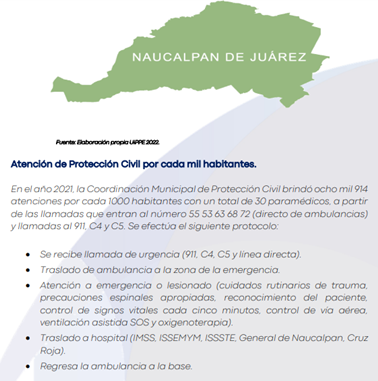 NAUCALPAN DE JUÁREZ
Fuente: Elaboración propia UIPPE 2022.
Atención de Protección Civil por cada mil habitantes.
En el año 2021, la Coordinación Municipal de Protección Civil brindó ocho mil 914
atenciones por cada 1000 habitantes con un total de 30 paramédicos, a partir
de las llamadas que entran al número 55 53 63 68 72 (directo de ambulancias)
y llamadas al 911, C4 y C5. Se efectúa el siguiente protocolo:
• Se recibe llamada de urgencia (911, C4, C5 y línea directa).
• Traslado de ambulancia a la zona de la emergencia.
• Atención a emergencia o lesionado (cuidados rutinarios de trauma,
precauciones espinales apropiadas, reconocimiento del paciente,
control de signos vitales cada cinco minutos, control de vía aérea,
ventilación asistida SOS y oxigenoterapia).
• Traslado a hospital (IMSS, ISSEMYM, ISSSTE, General de Naucalpan, Cruz
Roja).
• Regresa la ambulancia a la base.